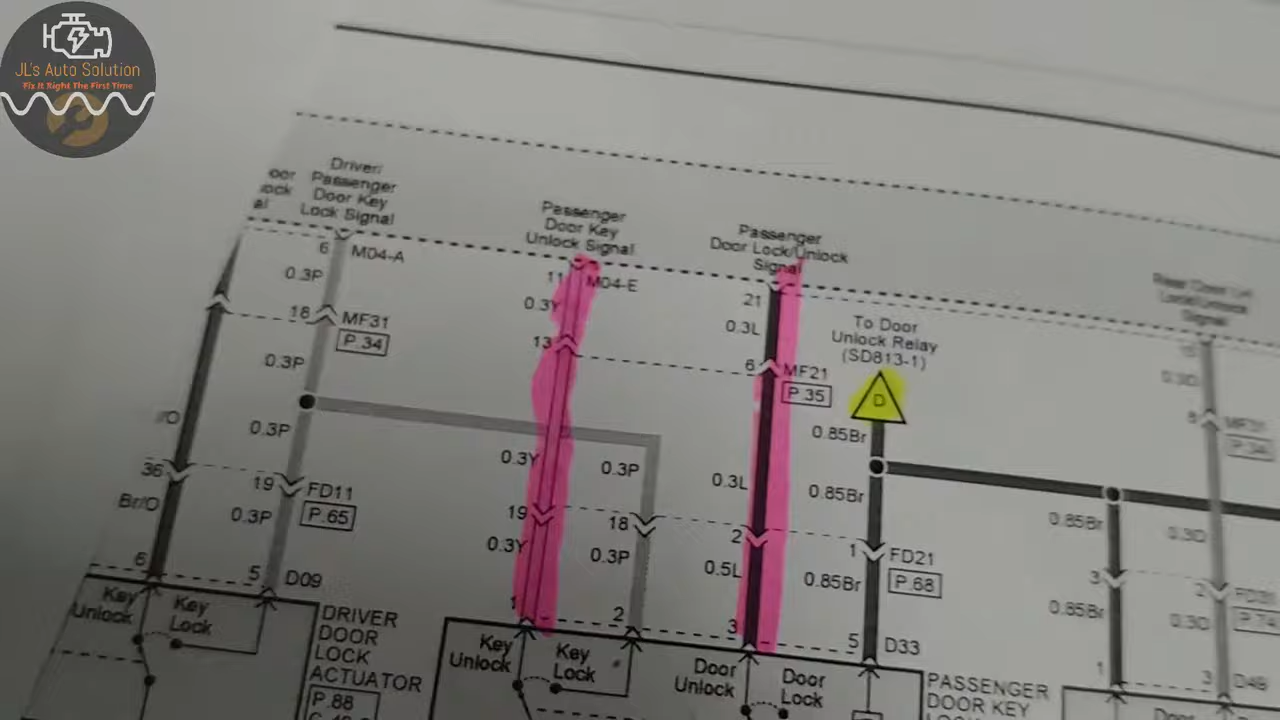 JL's Auto Solution
Fix It Right The First Time
Driver/
Passenger
Door Key
Lock Signal
Passenger
Door Key
Unlock Signal
Passenger
Door Lock/Unlock
Signal
6
M04-A
11
M04-E
21
0.3P
0.3Y
0.3L
To Door
Unlock Relay
(SD813-1)
D
18
MF31
P.34
13
6
MF21
P.35
0.3P
0.85Br
/O
0.3P
0.3Y
0.3P
0.3L
0.85Br
0.85Br
36
19
FD11
P.65
19
18
2
1
FD21
P.68
3
2
Br/O
0.3P
0.3Y
0.3P
0.5L
0.85Br
0.85Br
6
5
D09
1
2
3
5
D33
1
3
Key
Unlock
Key
Lock
DRIVER
DOOR
LOCK
ACTUATOR
P.88
Key
Unlock
Key
Lock
Door
Unlock
Door
Lock
PASSENGER
DOOR KEY